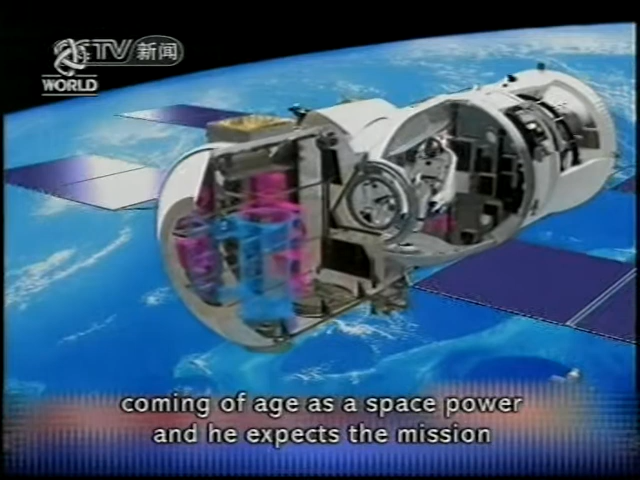 CCTV 新闻
WORLD
coming of age as a space power
and he expects the mission